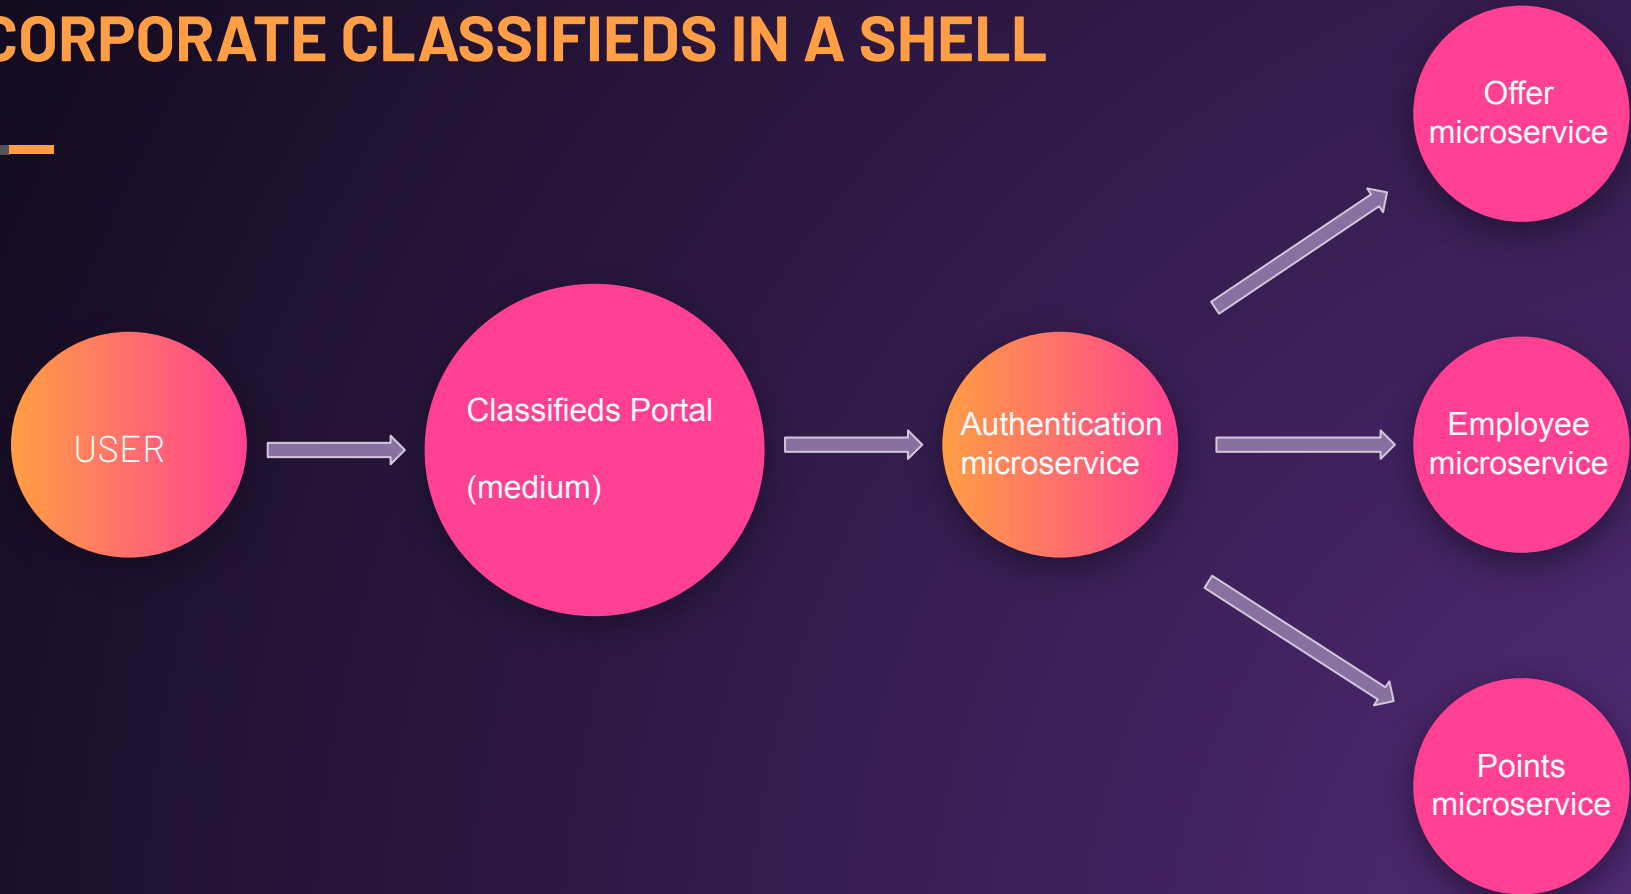 CORPORATE CLASSIFIEDS IN A SHELL
USER
Classifieds Portal
(medium)
Authentication
microservice
Offer
microservice
Employee
microservice
Points
microservice